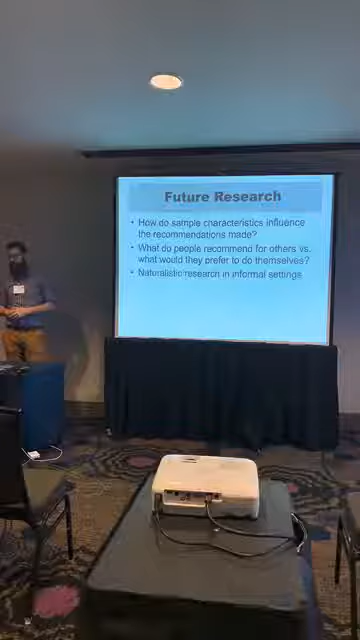 Future Research
• How do sample characteristics influence
the recommendations made?
• What do people recommend for others vs.
what would they prefer to do themselves?
• Naturalistic research in informal settings